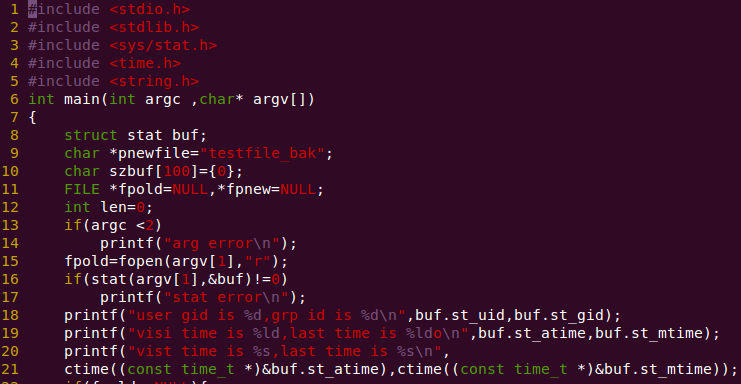 1 #include <stdio.h>
2 #include <stdlib.h>
3 #include <sys/stat.h>
4 #include <time.h>
5 #include <string.h>
6 int main(int argc ,char* argv[])
7 {
8     struct stat buf;
9     char *pnewfile="testfile_bak";
10     char szbuf[100]={0};
11     FILE *fpold=NULL,*fpnew=NULL;
12     int len=0;
13     if(argc <2)
14         printf("arg error\n");
15     fpold=fopen(argv[1],"r");
16     if(stat(argv[1],&buf)!=0)
17         printf("stat error\n");
18     printf("user gid is %d,grp id is %d\n",buf.st_uid,buf.st_gid);
19     printf("visi time is %ld,last time is %ldo\n",buf.st_atime,buf.st_mtime);
20     printf("vist time is %s,last time is %s\n",
21     ctime((const time_t *)&buf.st_atime),ctime((const time_t *)&buf.st_mtime));